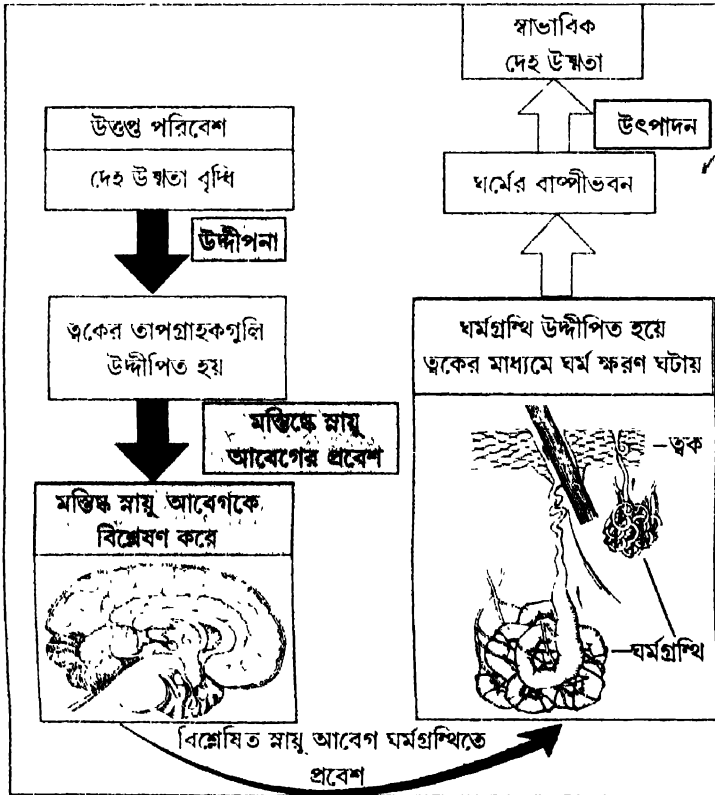 উত্তপ্ত পরিবেশ
দেহ উষ্ণতা বৃদ্ধি
উদ্দীপনা
ত্বকের তাপগ্রাহকগুলি
উদ্দীপিত হয়
মস্তিষ্কে স্নায়ু
আবেগের প্রবেশ
মস্তিষ্ক স্নায়ু আবেগকে
বিশ্লেষণ করে
বিশ্লেষিত স্নায়ু আবেগ ঘর্মগ্রন্থিতে
প্রবেশ
ঘর্মগ্রন্থি উদ্দীপিত হয়ে
ত্বকের মাধ্যমে ঘর্ম ক্ষরণ ঘটায়
ত্বক
ঘর্মগ্রন্থি
ঘর্মের বাষ্পীভবন
উৎপাদন
স্বাভাবিক
দেহ উষ্ণতা